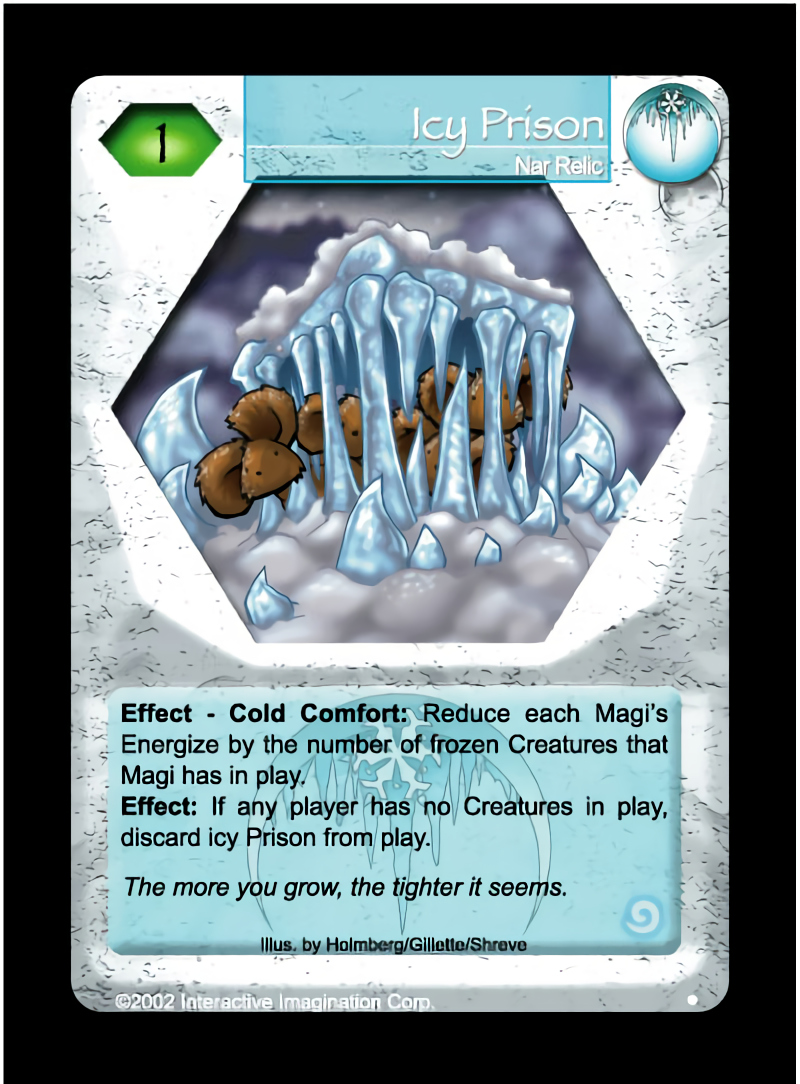 1
Icy Prison
Nar Relic
Effect - Cold Comfort: Reduce each Magi's
Energize by the number of frozen Creatures that
Magi has in play.
Effect: If any player has no Creatures in play,
discard icy Prison from play.
The more you grow, the tighter it seems.
Illus. by Holmberg/Gillette/Shreve
©2002 Interactive Imagination Corp.